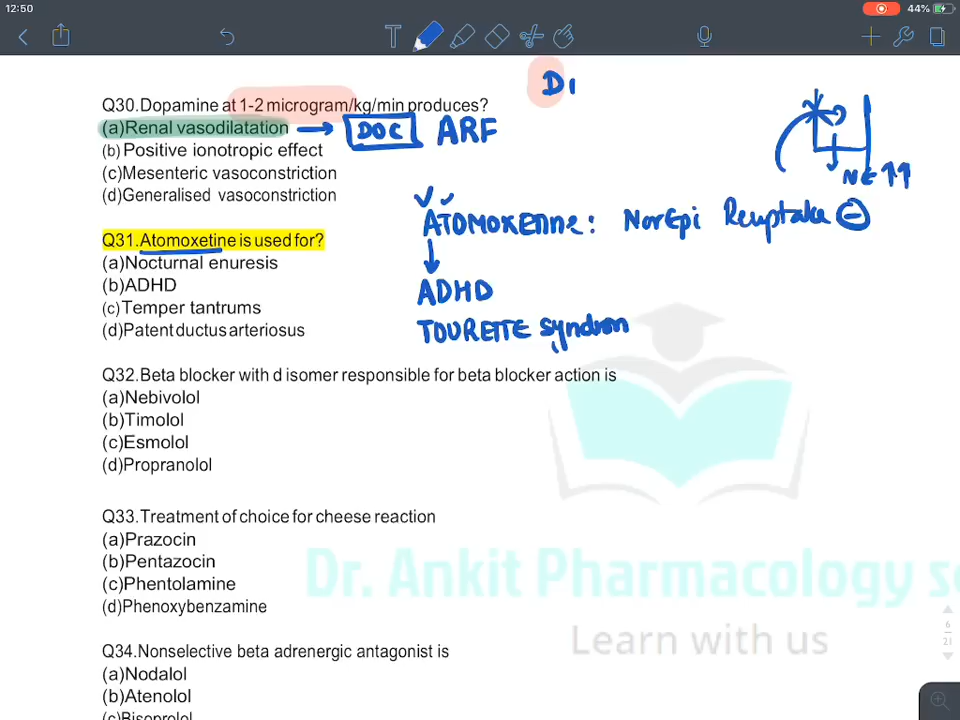 12:50
44%
T
D1
Q30.Dopamine at 1-2 microgram/kg/min produces?
(a)Renal vasodilatation → DOC ARF
(b) Positive ionotropic effect
(c)Mesenteric vasoconstriction
(d)Generalised vasoconstriction
NE ↑↑
ATOMOXETINE: NorEpi Reuptake ⊖
Q31.Atomoxetine is used for?
(a)Nocturnal enuresis
(b)ADHD
ADHD
(c)Temper tantrums
(d)Patent ductus arteriosus
TOURETTE syndrom
Q32.Beta blocker with d isomer responsible for beta blocker action is
(a)Nebivolol
(b)Timolol
(c)Esmolol
(d)Propranolol
Q33.Treatment of choice for cheese reaction
(a)Prazocin
(b)Pentazocin
(c)Phentolamine
(d)Phenoxybenzamine
Dr. Ankit Pharmacology s
Learn with us
6
21
Q34.Nonselective beta adrenergic antagonist is
(a)Nodalol
(b)Atenolol
(c)Bisoprolol